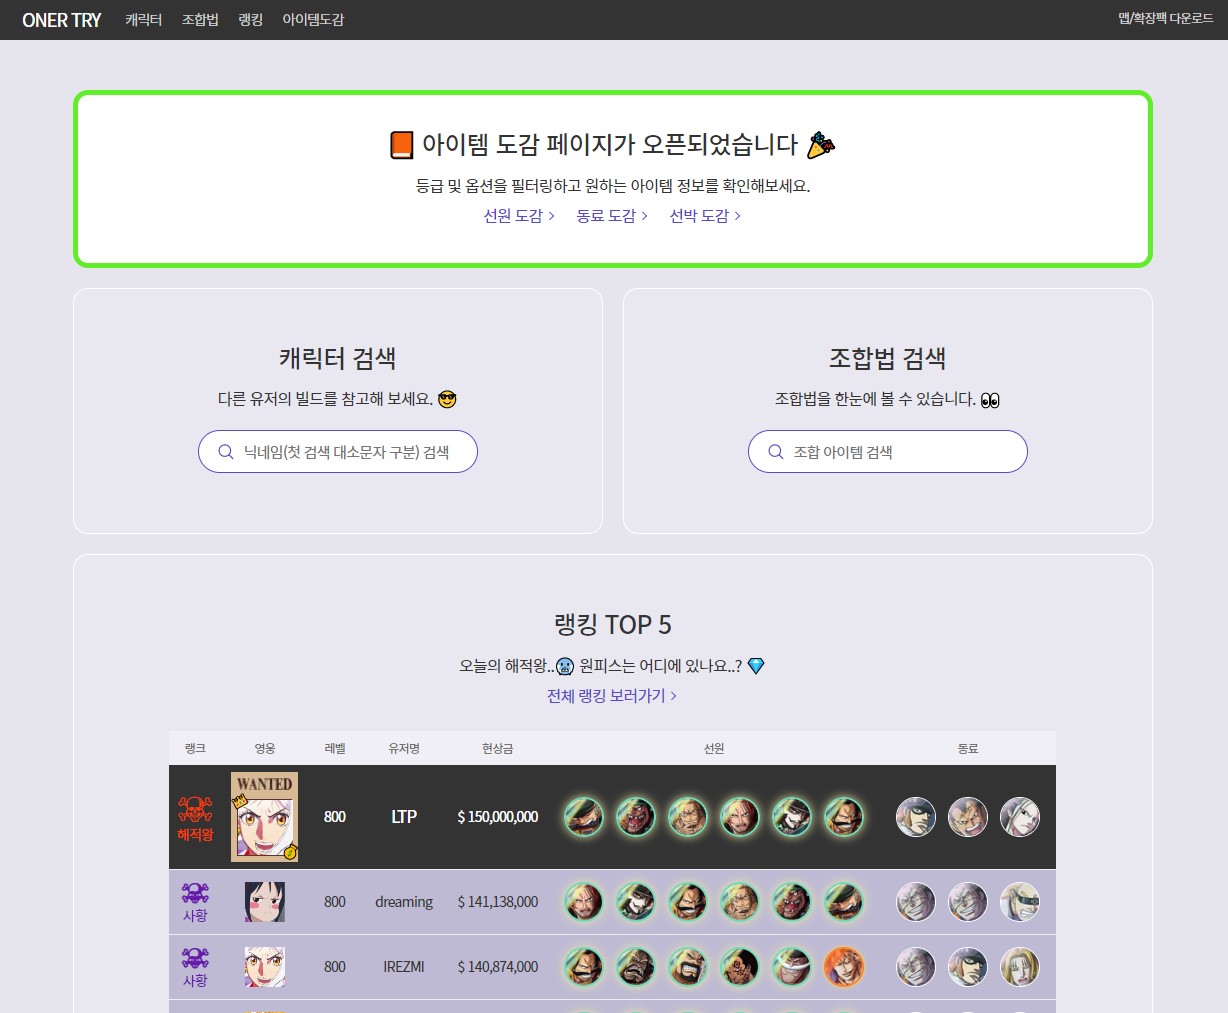 ONER TRY 캐릭터 조합법 랭킹 아이템도감 맵/확장팩 다운로드
📙 아이템 도감 페이지가 오픈되었습니다 🎉
등급 및 옵션을 필터링하고 원하는 아이템 정보를 확인해보세요.
선원 도감 > 동료 도감 > 선박 도감 >
캐릭터 검색
다른 유저의 빌드를 참고해 보세요. 😎
닉네임(첫 검색 대소문자 구분) 검색
조합법 검색
조합법을 한눈에 볼 수 있습니다. 👀
조합 아이템 검색
랭킹 TOP 5
오늘의 해적왕..🥶 원피스는 어디에 있나요..? 💎
전체 랭킹 보러가기 >
랭크 영웅 레벨 유저명 현상금 선원 동료
WANTED
해적왕 800 LTP $ 150,000,000
사황 800 dreaming $ 141,138,000
사황 800 IREZMI $ 140,874,000